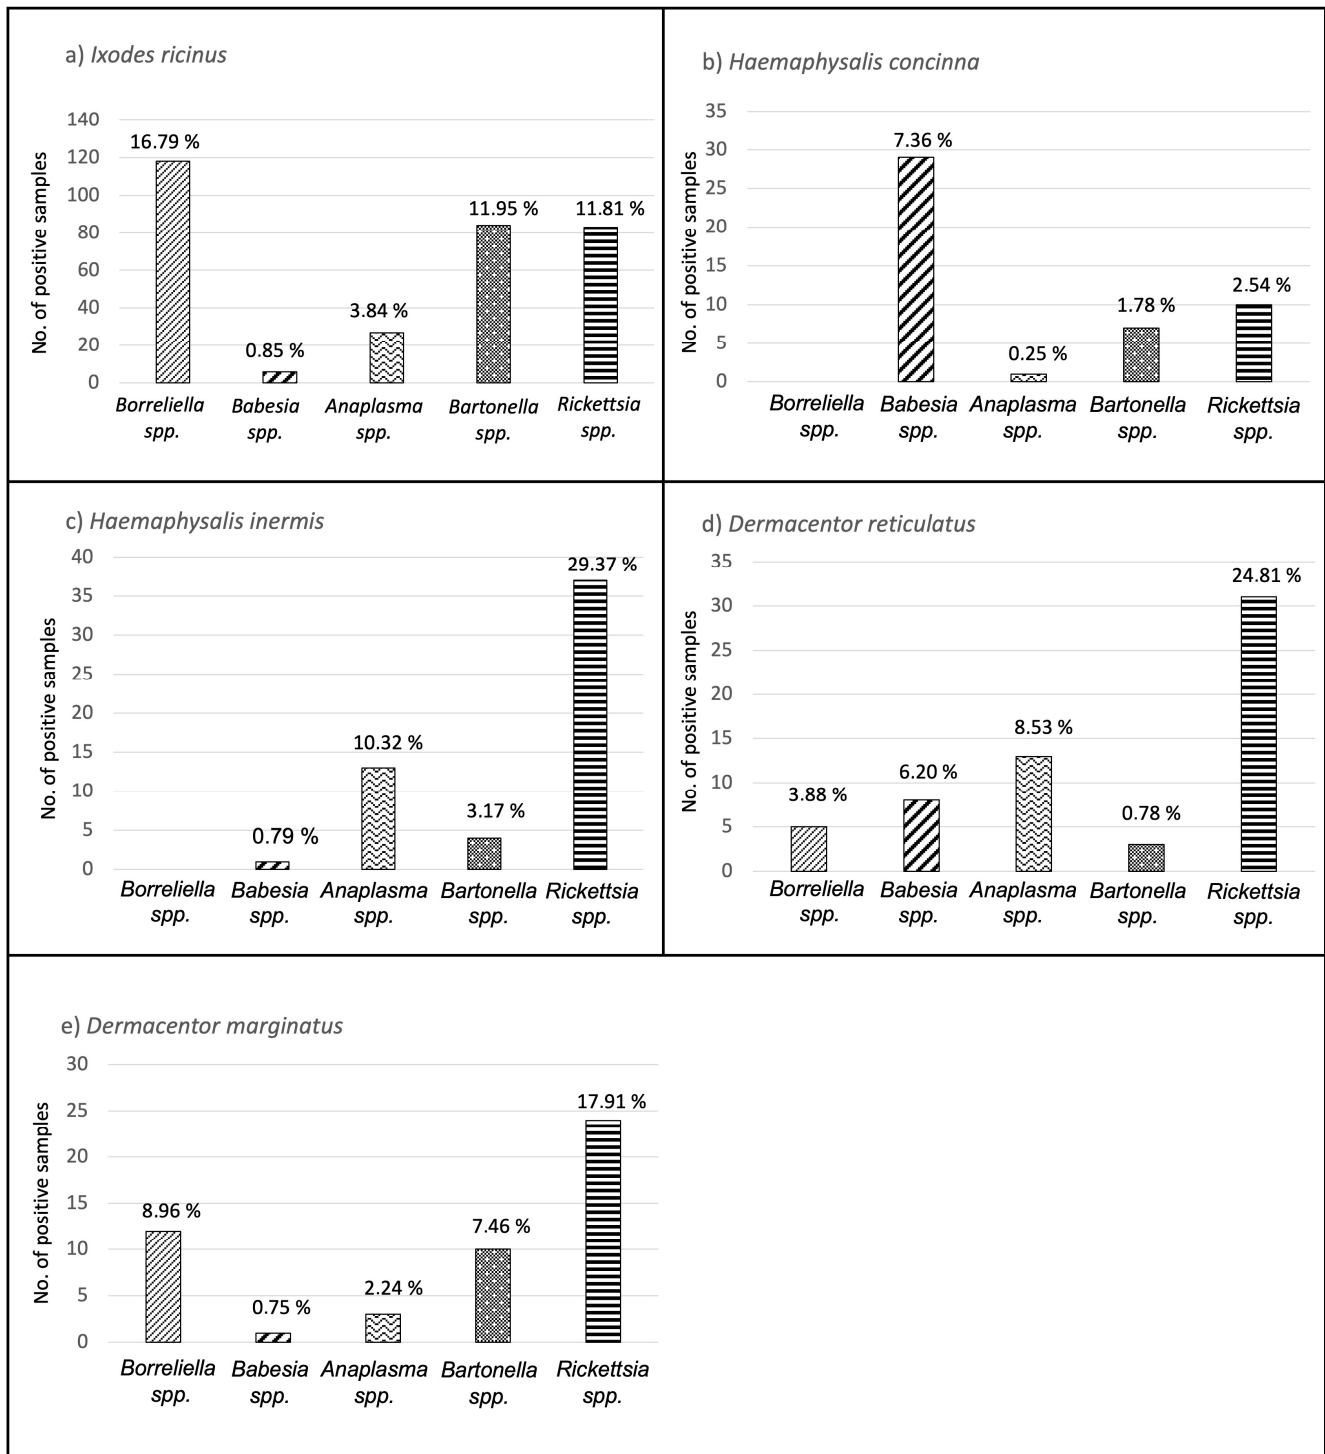 a) Ixodes ricinus
No. of positive samples
140
120
100
80
60
40
20
0
16.79 %
0.85 %
3.84 %
11.95 %
11.81 %
Borreliella spp.
Babesia spp.
Anaplasma spp.
Bartonella spp.
Rickettsia spp.
b) Haemaphysalis concinna
No. of positive samples
35
30
25
20
15
10
5
0
7.36 %
0.25 %
1.78 %
2.54 %
Borreliella spp.
Babesia spp.
Anaplasma spp.
Bartonella spp.
Rickettsia spp.
c) Haemaphysalis inermis
No. of positive samples
40
35
30
25
20
15
10
5
0
0.79 %
10.32 %
3.17 %
29.37 %
Borreliella spp.
Babesia spp.
Anaplasma spp.
Bartonella spp.
Rickettsia spp.
d) Dermacentor reticulatus
No. of positive samples
35
30
25
20
15
10
5
0
3.88 %
6.20 %
8.53 %
0.78 %
24.81 %
Borreliella spp.
Babesia spp.
Anaplasma spp.
Bartonella spp.
Rickettsia spp.
e) Dermacentor marginatus
No. of positive samples
30
25
20
15
10
5
0
8.96 %
0.75 %
2.24 %
7.46 %
17.91 %
Borreliella spp.
Babesia spp.
Anaplasma spp.
Bartonella spp.
Rickettsia spp.